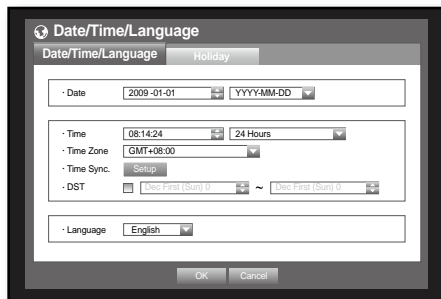 Date/Time/Language
Date/Time/Language Holiday
· Date 2009 -01-01 YYYY-MM-DD
· Time 08:14:24 24 Hours
· Time Zone GMT+08:00
· Time Sync. Setup
· DST Dec First (Sun) 0 ~ Dec First (Sun) 0
· Language English
OK Cancel